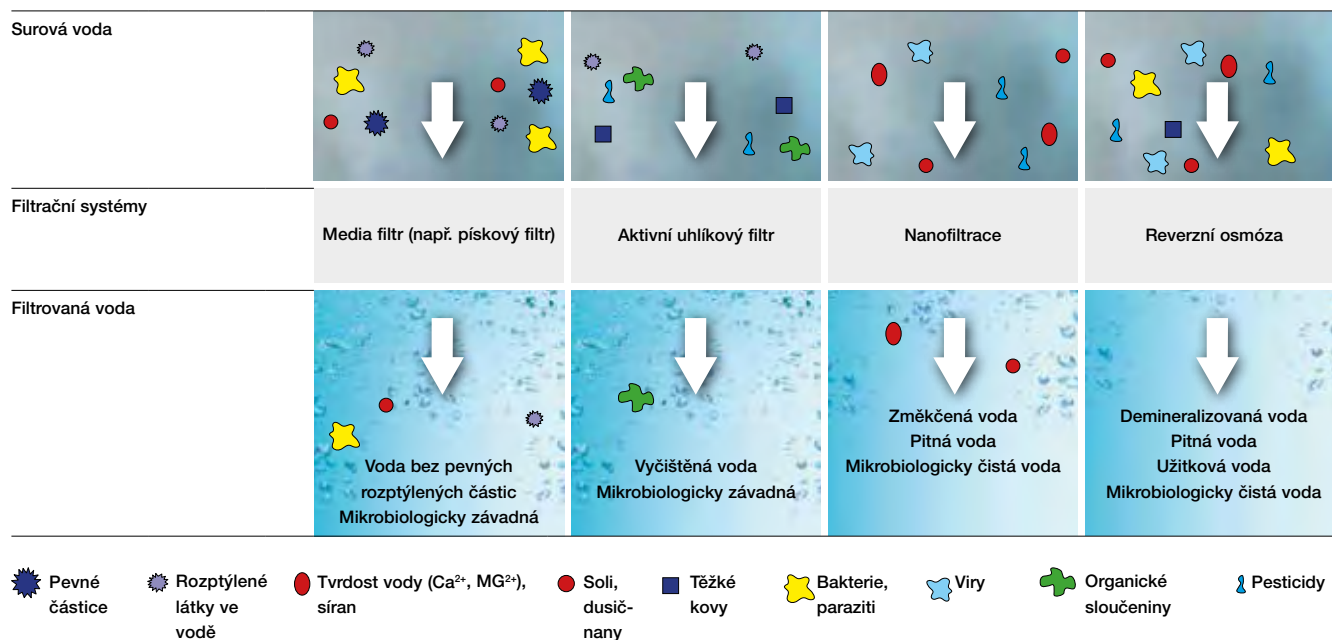 Surová voda
Filtrační systémy
Media filtr (např. pískový filtr)
Aktivní uhlíkový filtr
Nanofiltrace
Reverzní osmóza
Filtrovaná voda
Voda bez pevných
rozptýlených částic
Mikrobiologicky závadná
Vyčištěná voda
Mikrobiologicky závadná
Změkčená voda
Pitná voda
Mikrobiologicky čistá voda
Demineralizovaná voda
Pitná voda
Užitková voda
Mikrobiologicky čistá voda
Pevné
částice
Rozptýlené
látky ve
vodě
Tvrdost vody (Ca²⁺, MG²⁺),
síran
Soli,
dusič-
nany
Těžké
kovy
Bakterie,
paraziti
Viry
Organické
sloučeniny
Pesticidy